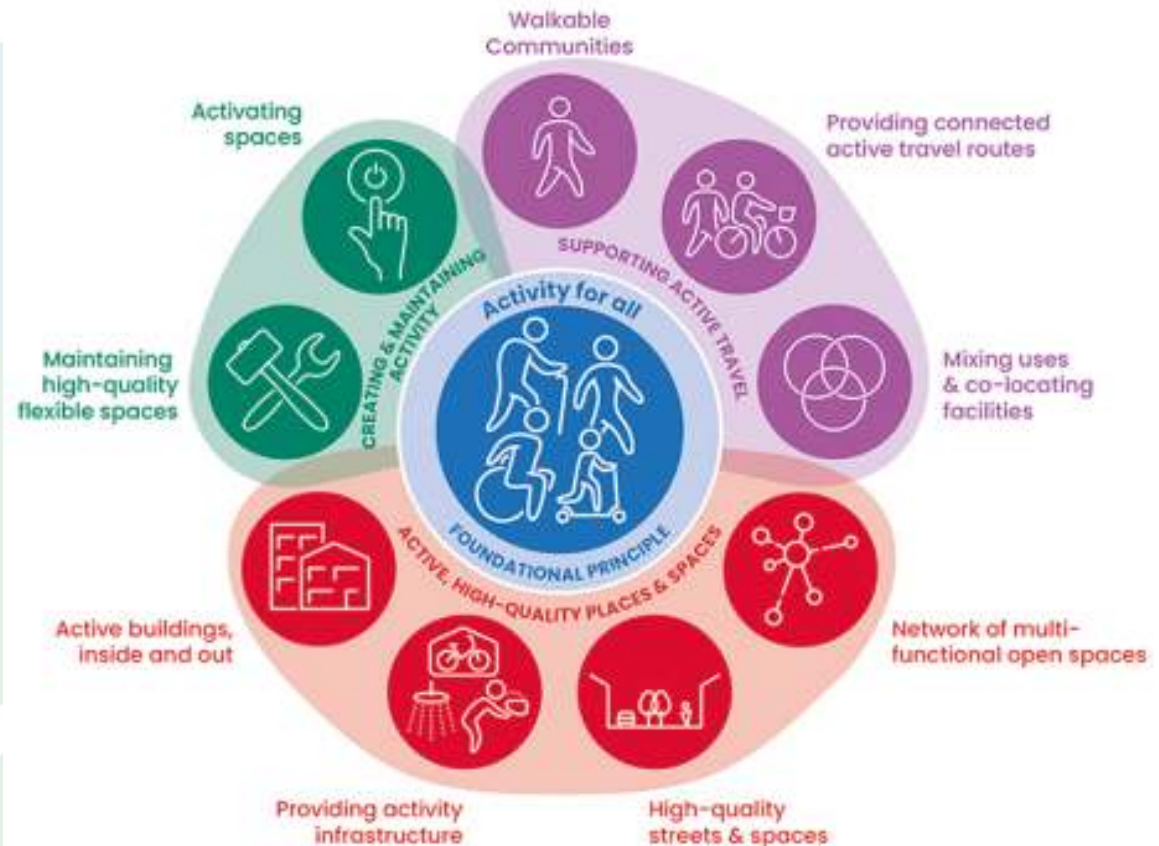 Walkable
Communities
Activating
spaces
Providing connected
active travel routes
SUPPORTING ACTIVE TRAVEL
CREATING & MAINTAINING
ACTIVITY
Activity for all
Maintaining
high-quality
flexible spaces
Mixing uses
& co-locating
facilities
FOUNDATIONAL PRINCIPLE
ACTIVE, HIGH-QUALITY PLACES & SPACES
Active buildings,
inside and out
Network of multi-
functional open spaces
Providing activity
infrastructure
High-quality
streets & spaces